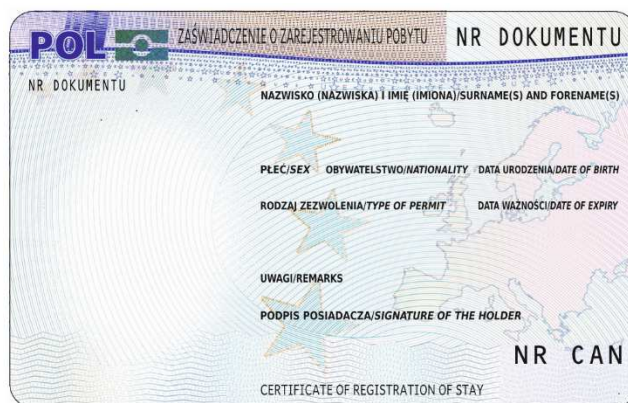 POL ZAŚWIADCZENIE O ZAREJESTROWANIU POBYTU NR DOKUMENTU
NR DOKUMENTU
NAZWISKO (NAZWISKA) I IMIĘ (IMIONA)/SURNAME(S) AND FORENAME(S)
PŁEĆ/SEX OBYWATELSTWO/NATIONALITY DATA URODZENIA/DATE OF BIRTH
RODZAJ ZEZWOLENIA/TYPE OF PERMIT DATA WAŻNOŚCI/DATE OF EXPIRY
UWAGI/REMARKS
PODPIS POSIADACZA/SIGNATURE OF THE HOLDER
NR CAN
CERTIFICATE OF REGISTRATION OF STAY